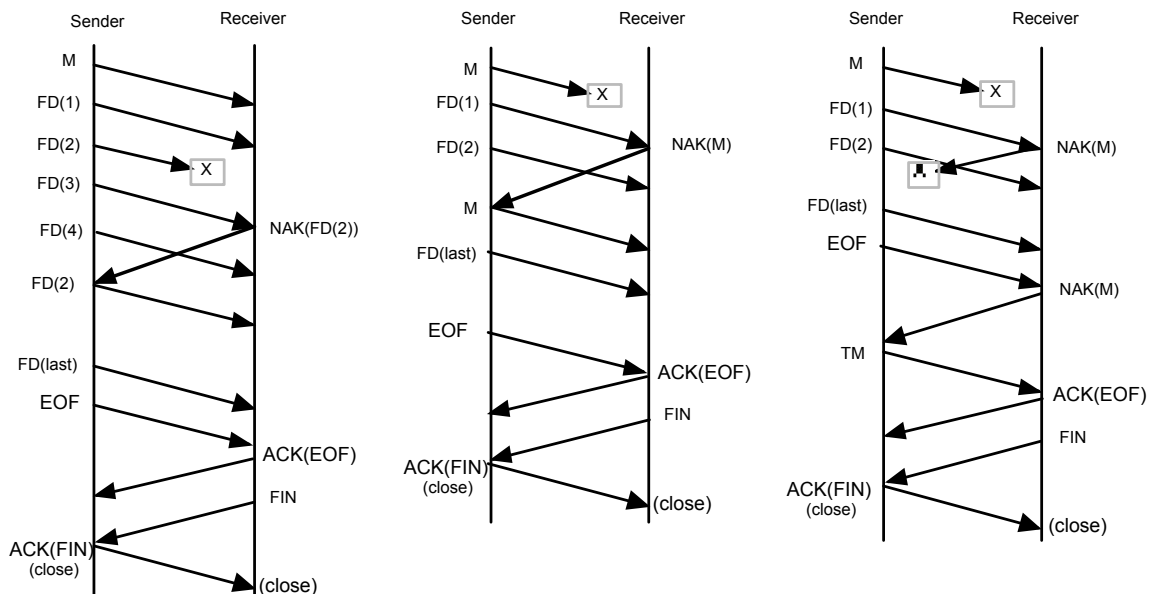 Sender
Receiver
M
FD(1)
FD(2)
X
FD(3)
NAK(FD(2))
FD(4)
FD(2)
FD(last)
EOF
ACK(EOF)
FIN
ACK(FIN)
(close)
(close)
Sender
Receiver
M
X
FD(1)
NAK(M)
FD(2)
M
FD(last)
EOF
ACK(EOF)
FIN
ACK(FIN)
(close)
(close)
Sender
Receiver
M
X
FD(1)
NAK(M)
FD(2)
FD(last)
EOF
NAK(M)
TM
ACK(EOF)
FIN
ACK(FIN)
(close)
(close)